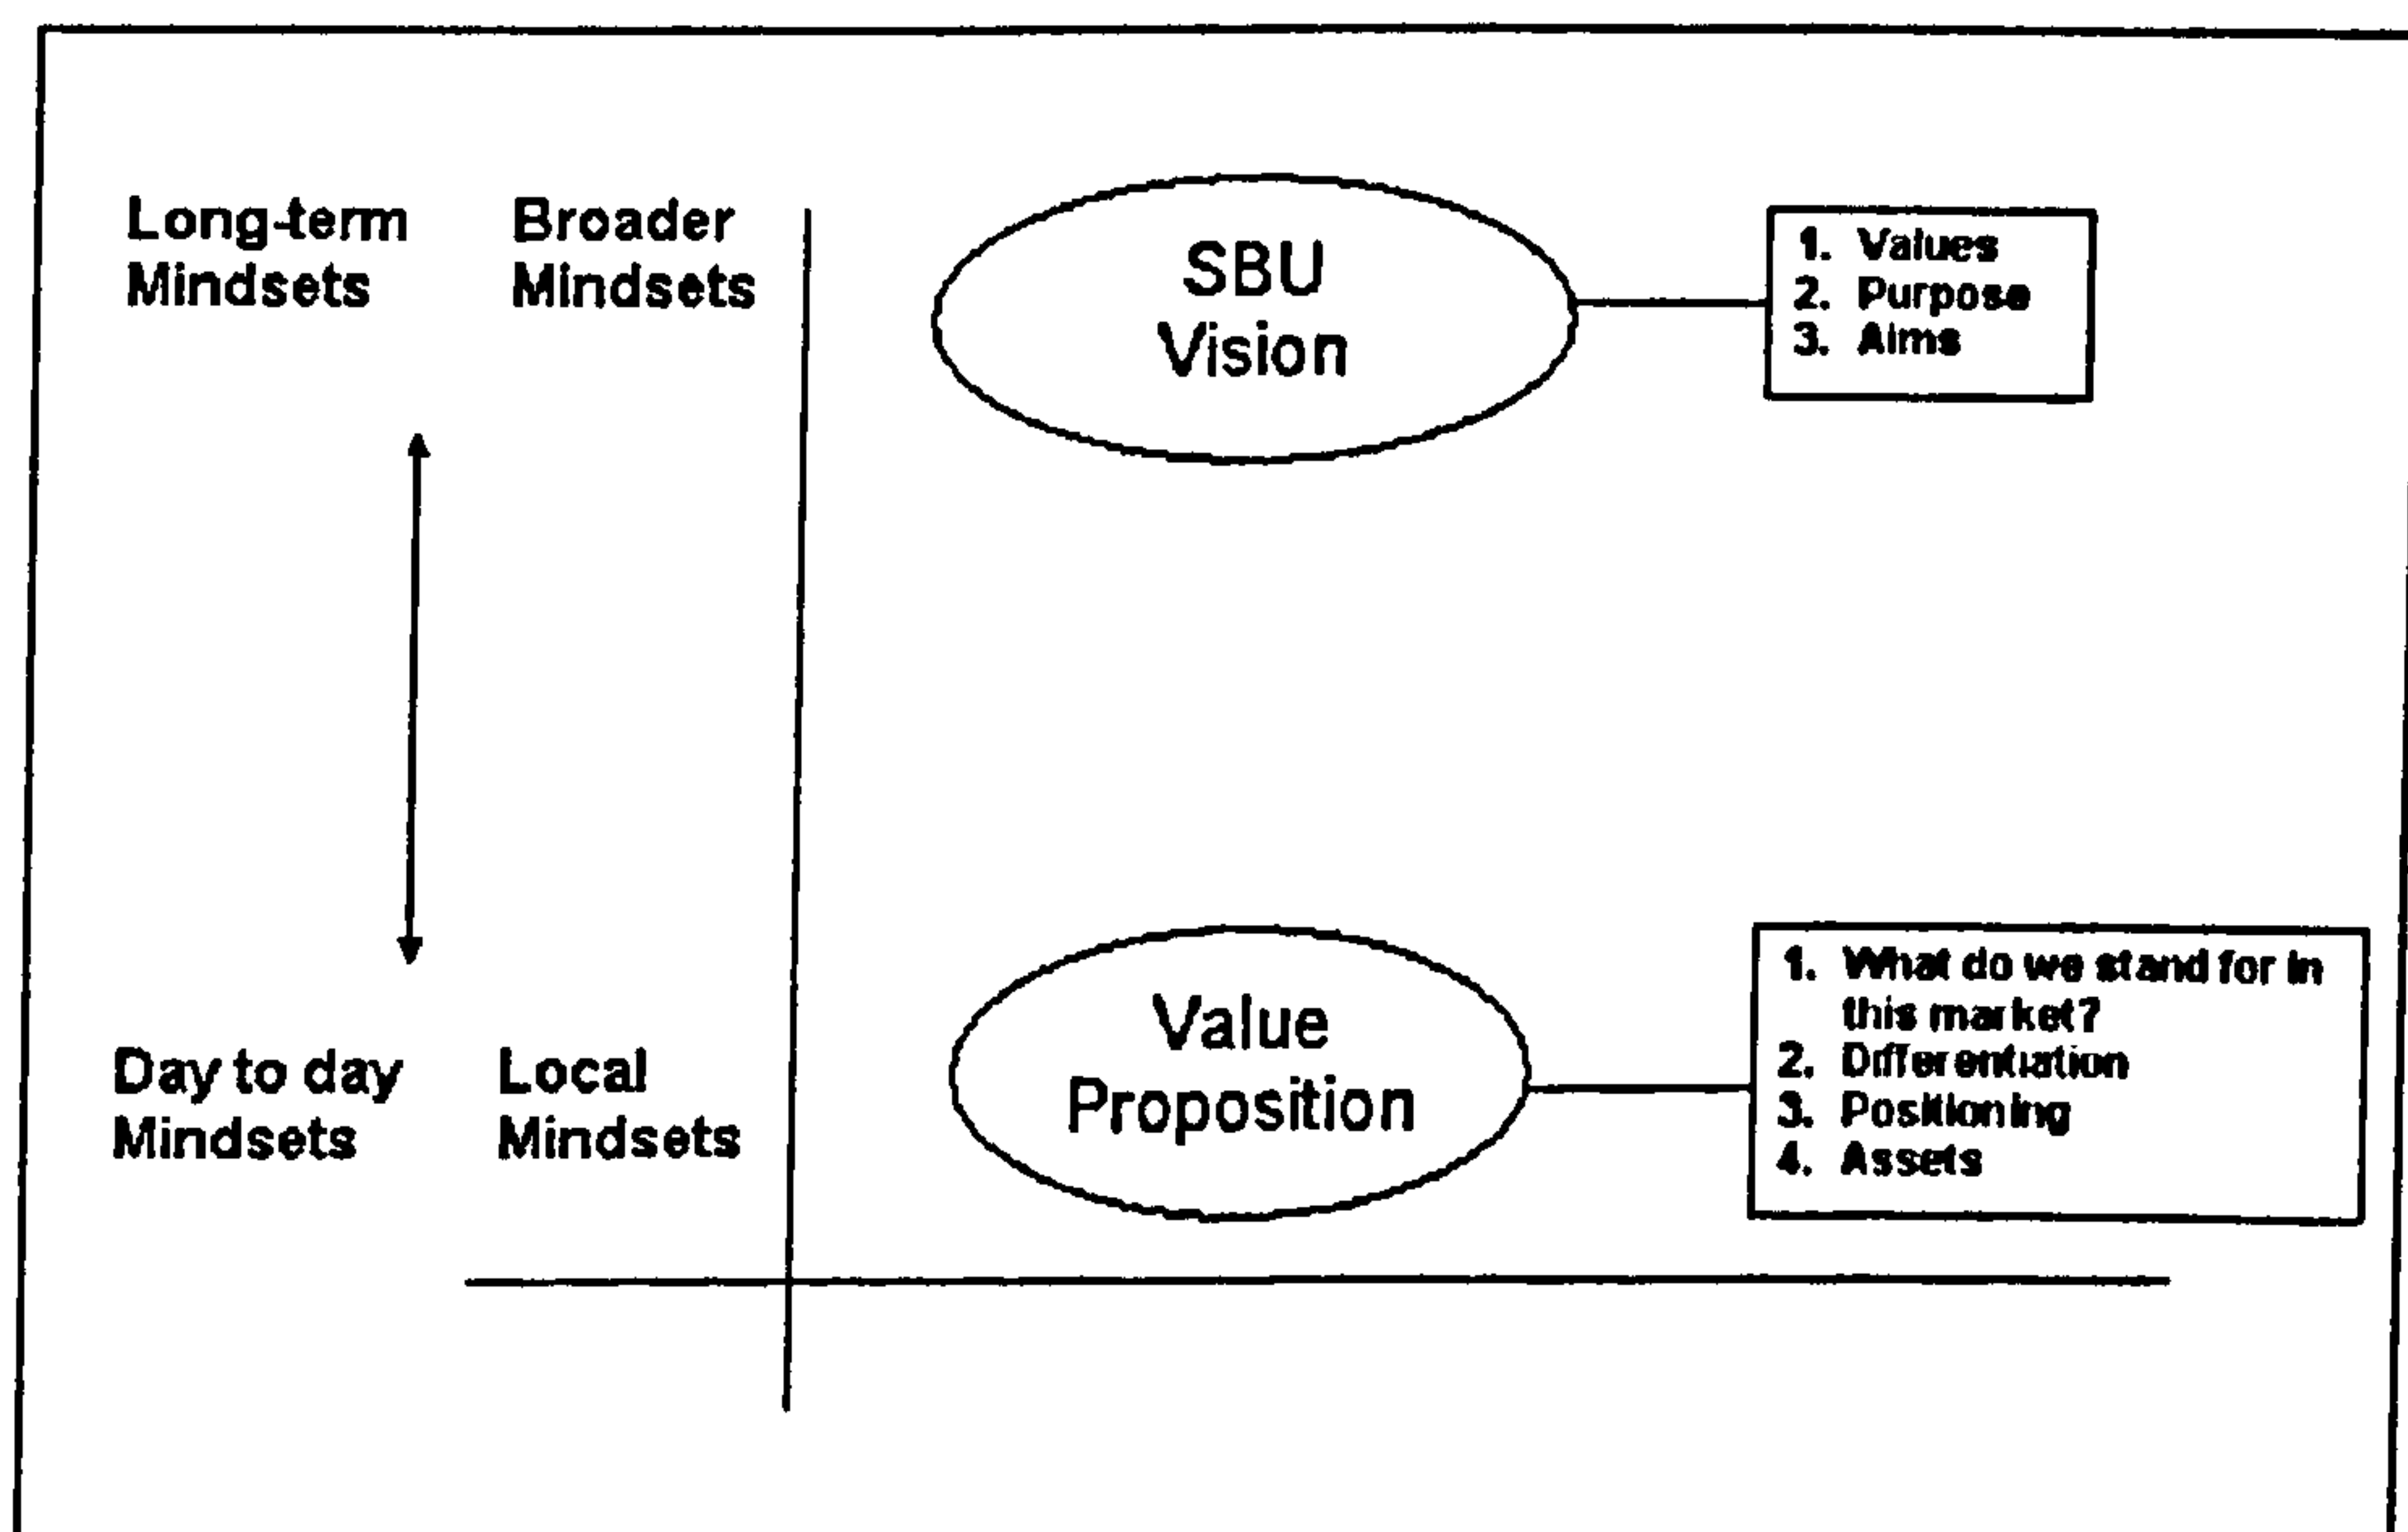 Long-term
Mindsets
Broader
Mindsets
SBU
Vision
1. Values
2. Purpose
3. Aims
Day to day
Mindsets
Local
Mindsets
Value
Proposition
1. What do we stand for in
this market?
2. Differentiation
3. Positioning
4. Assets